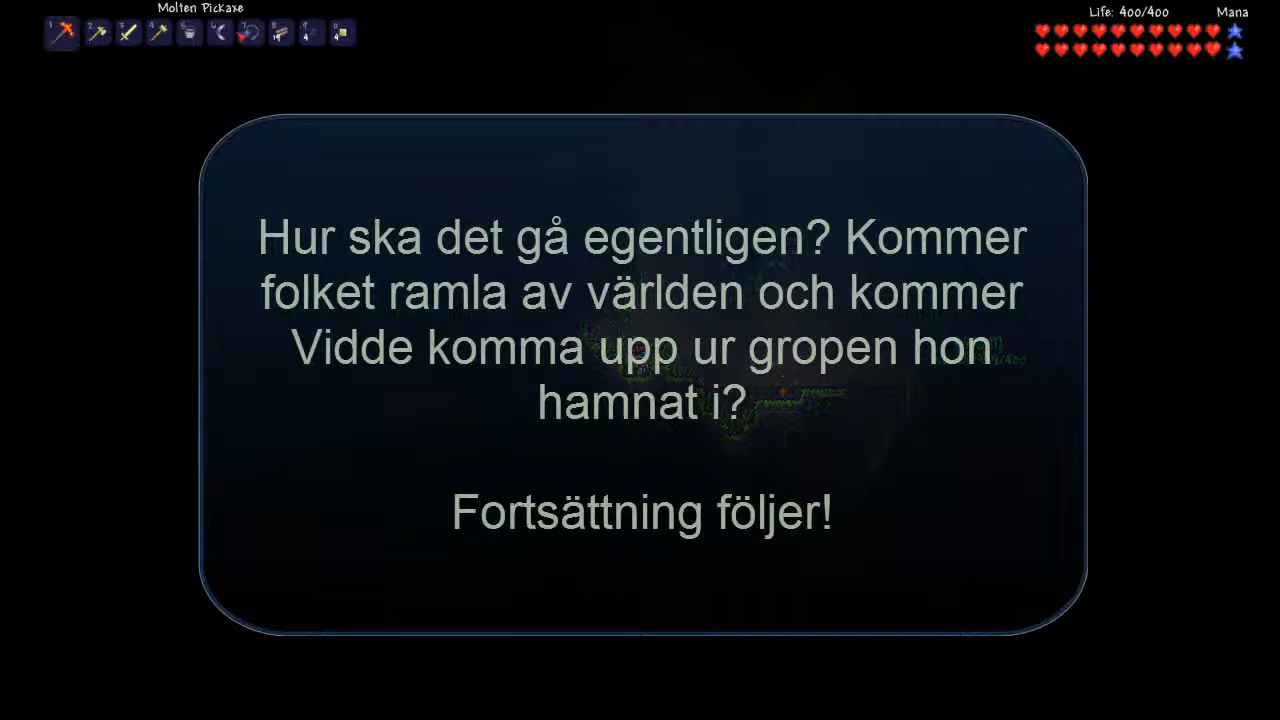 Molten Pickaxe
Life: 400/400
Mana
Hur ska det gå egentligen? Kommer
folket ramla av världen och kommer
Vidde komma upp ur gropen hon
hamnat i?
Fortsättning följer!